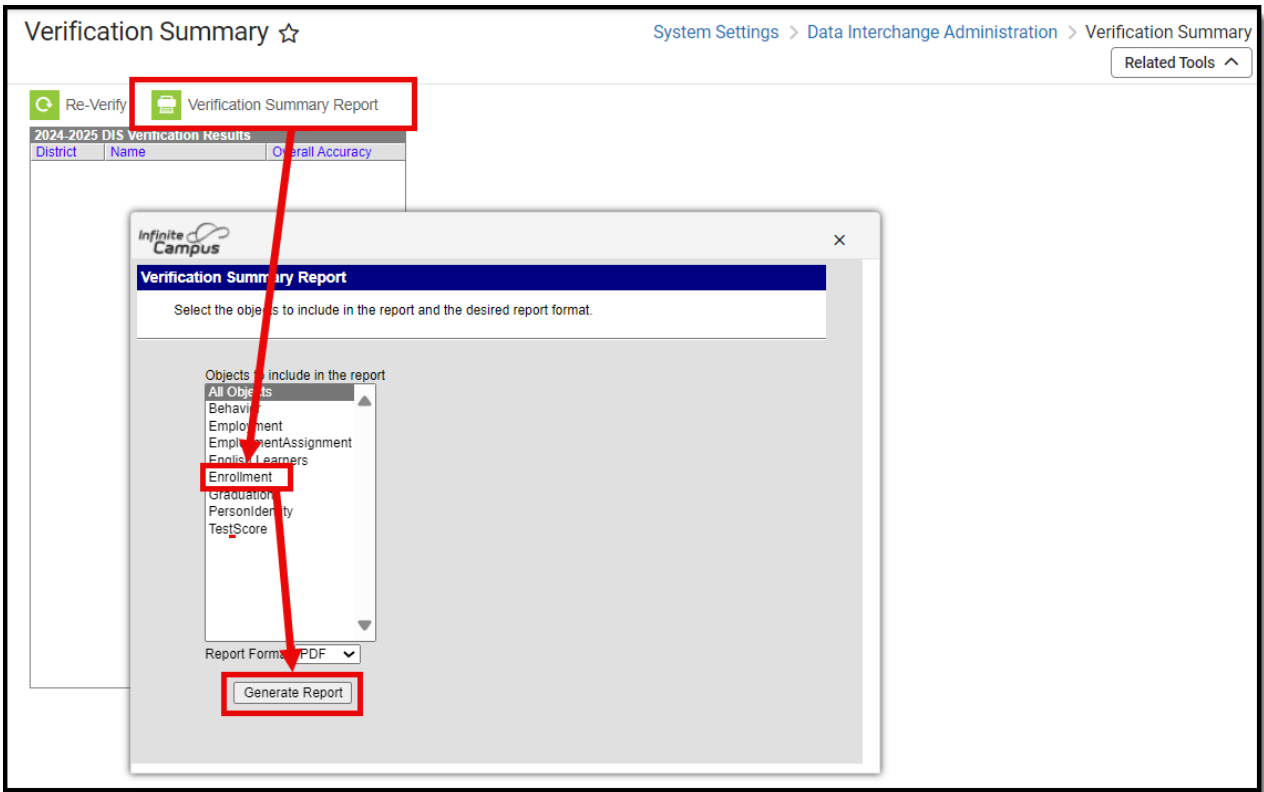 Verification Summary
System Settings > Data Interchange Administration > Verification Summary
Related Tools
Re-Verify
Verification Summary Report
2024-2025 DIS Verification Results
District Name Overall Accuracy
Infinite
Campus
Verification Summary Report
Select the objects to include in the report and the desired report format.
Objects to include in the report
All Objects
Behavior
Employment
EmploymentAssignment
English Learners
Enrollment
Graduation
PersonIdentity
TestScore
Report Format PDF
Generate Report